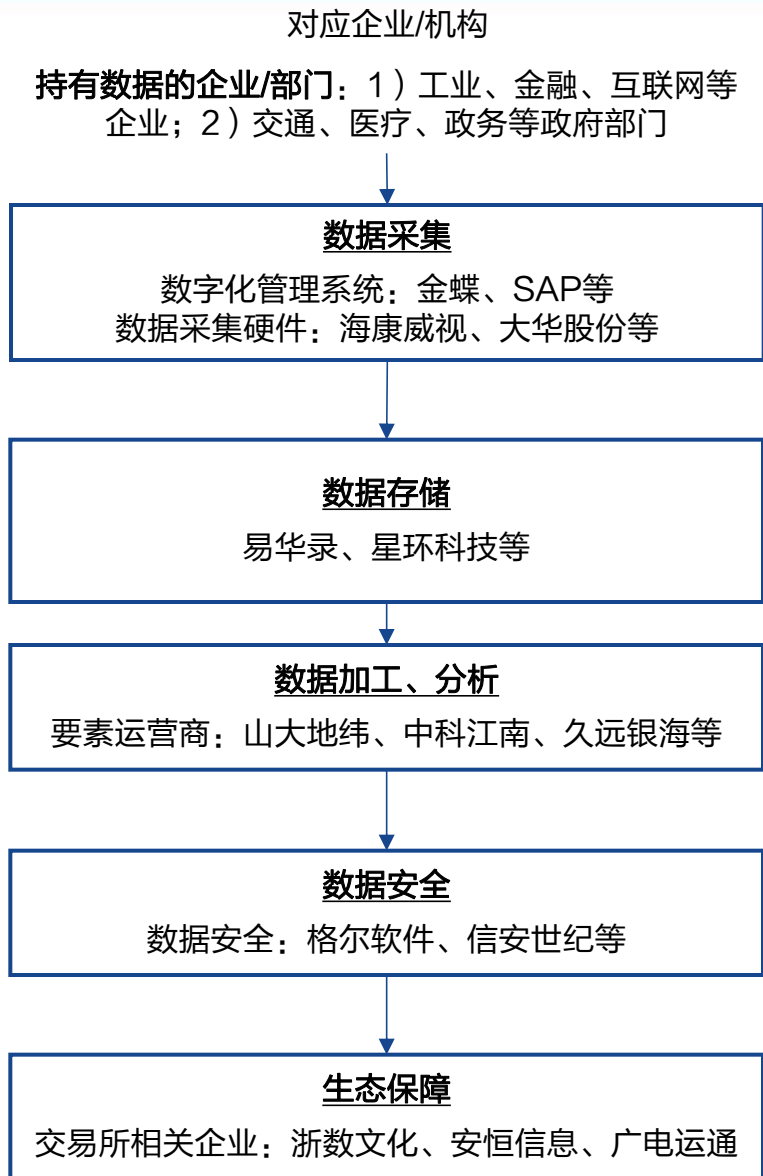 对应企业/机构
持有数据的企业/部门：1）工业、金融、互联网等
企业；2）交通、医疗、政务等政府部门
数据采集
数字化管理系统：金蝶、SAP等
数据采集硬件：海康威视、大华股份等
数据存储
易华录、星环科技等
数据加工、分析
要素运营商：山大地纬、中科江南、久远银海等
数据安全
数据安全：格尔软件、信安世纪等
生态保障
交易所相关企业：浙数文化、安恒信息、广电运通